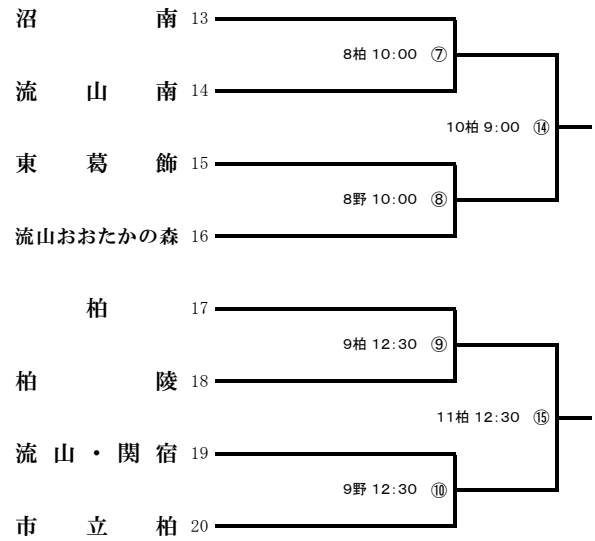 沼南 13
8柏 10:00 ⑦
流山南 14
10柏 9:00 ⑭
東葛飾 15
8野 10:00 ⑧
流山おおたかの森 16
柏 17
9柏 12:30 ⑨
柏陵 18
11柏 12:30 ⑮
流山・関宿 19
9野 12:30 ⑩
市立柏 20